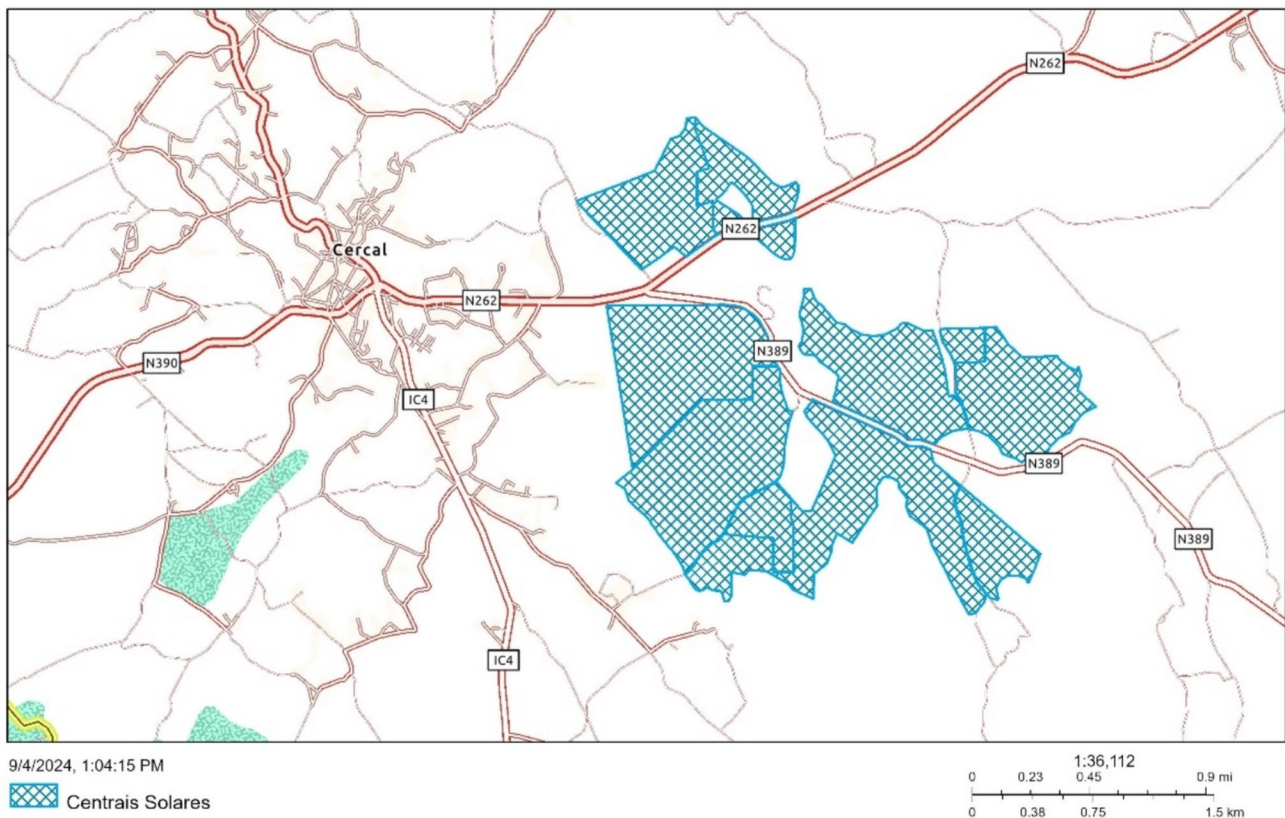 N262
N262
Cercal
N262
N389
N390
IC4
N389
N389
IC4
9/4/2024, 1:04:15 PM
Centrais Solares
1:36,112
0 0.23 0.45 0.9 mi
0 0.38 0.75 1.5 km